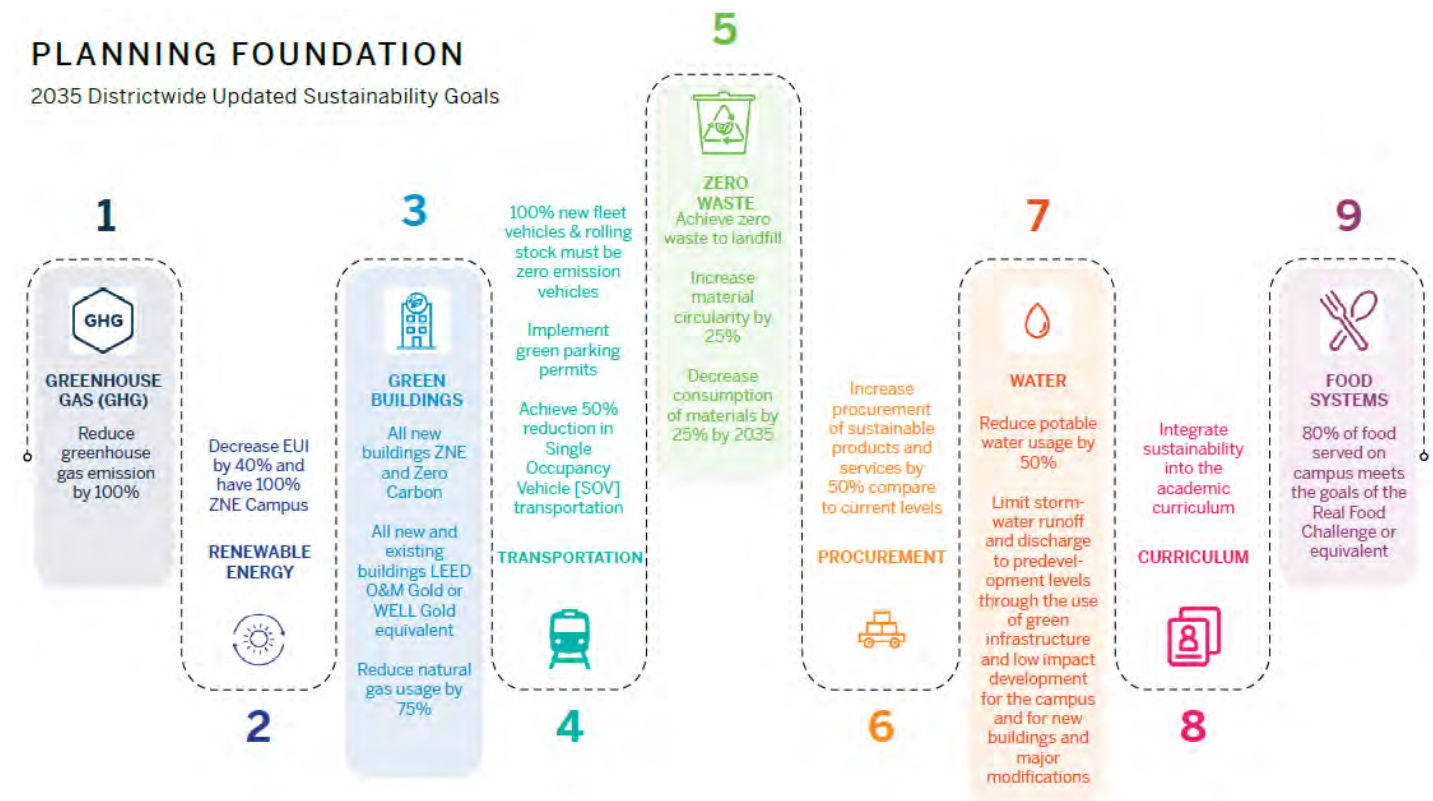 PLANNING FOUNDATION
2035 Districtwide Updated Sustainability Goals
1
GHG
GREENHOUSE
GAS (GHG)
Reduce
greenhouse
gas emission
by 100%
Decrease EUI
by 40% and
have 100%
ZNE Campus
RENEWABLE
ENERGY
2
3
GREEN
BUILDINGS
All new
buildings ZNE
and Zero
Carbon
All new and
existing
buildings LEED
O&M Gold or
WELL Gold
equivalent
Reduce natural
gas usage by
75%
100% new fleet
vehicles & rolling
stock must be
zero emission
vehicles
Implement
green parking
permits
Achieve 50%
reduction in
Single
Occupancy
Vehicle [SOV]
transportation
TRANSPORTATION
4
5
ZERO
WASTE
Achieve zero
waste to landfill
Increase
material
circularity by
25%
Decrease
consumption
of materials by
25% by 2035
Increase
procurement
of sustainable
products and
services by
50% compare
to current levels
PROCUREMENT
6
7
WATER
Reduce potable
water usage by
50%
Limit storm-
water runoff
and discharge
to predevel-
opment levels
through the use
of green
infrastructure
and low impact
development
for the campus
and for new
buildings and
major
modifications
Integrate
sustainability
into the
academic
curriculum
CURRICULUM
8
9
FOOD
SYSTEMS
80% of food
served on
campus meets
the goals of the
Real Food
Challenge or
equivalent